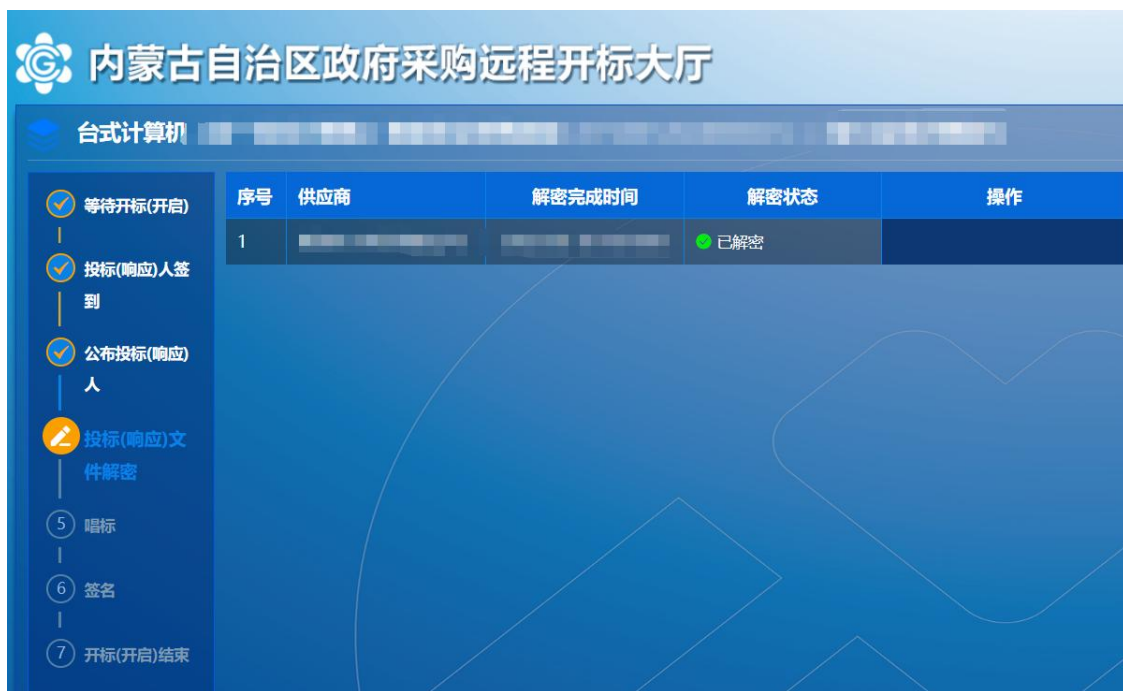 内蒙古自治区政府采购远程开标大厅
台式计算机
等待开标(开启)
投标(响应)人签
到
公布投标(响应)
人
投标(响应)文
件解密
5 唱标
6 签名
7 开标(开启)结束
序号 供应商 解密完成时间 解密状态 操作
1 已解密